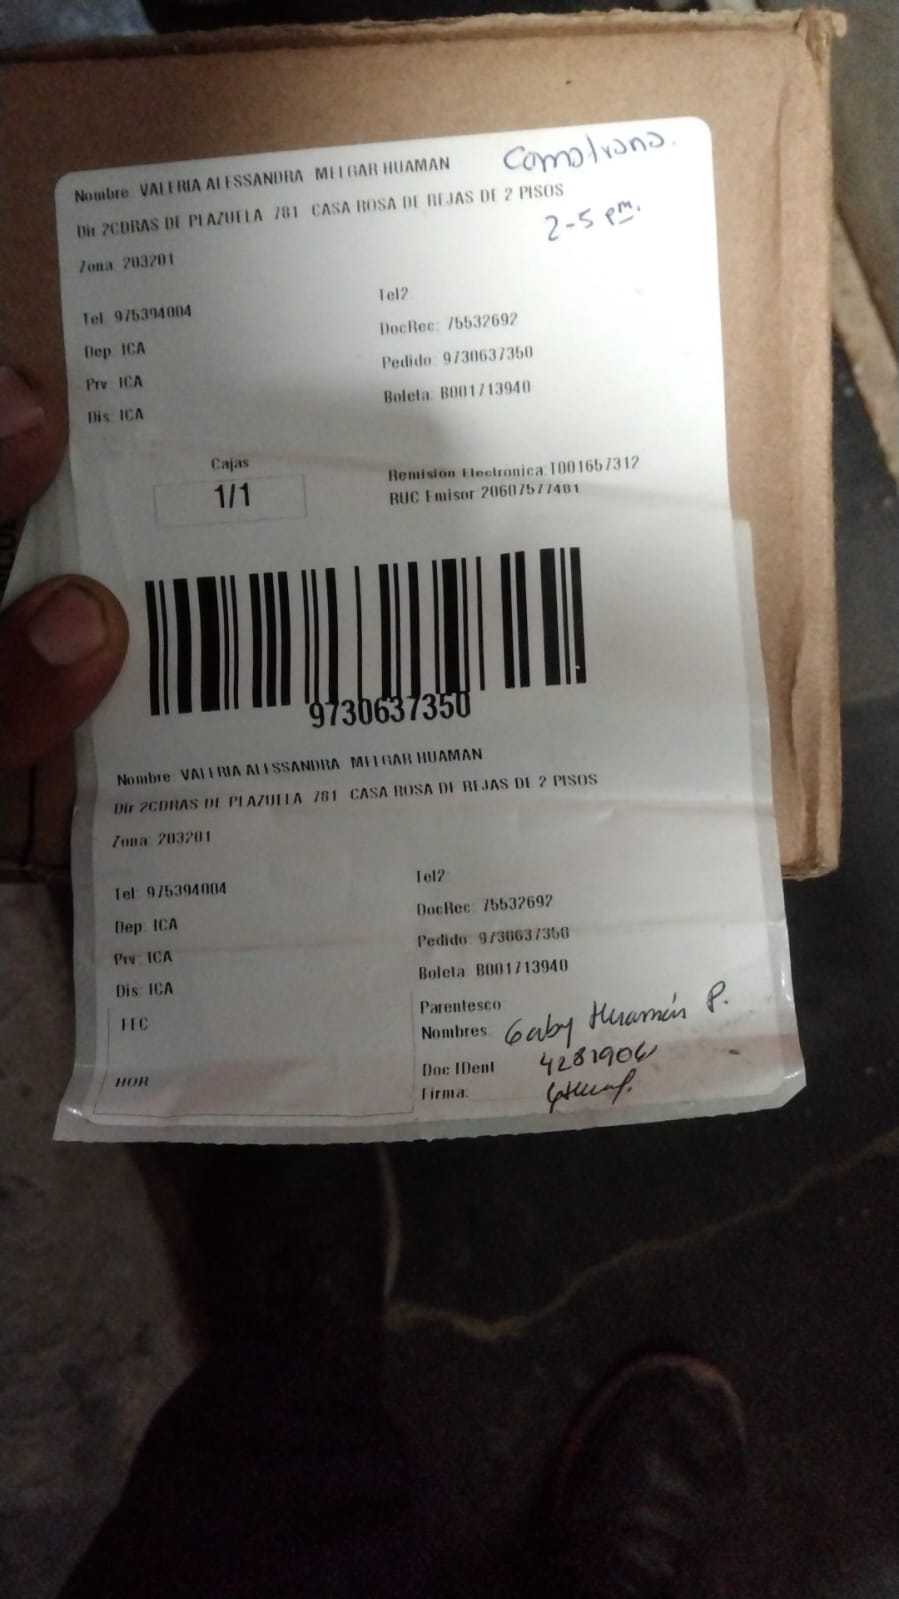 Nombre: VALERIA ALESSANDRA MELGAR HUAMAN
Comatrana.
Dir 2CDRAS DE PLAZUELA 781 CASA ROSA DE REJAS DE 2 PISOS
2-5 pm.
Zona: 203201
Tel2:
Tel: 975394004
DocRec: 75532692
Dep: ICA
Pedido: 9730637350
Prv: ICA
Boleta: B001713940
Dis: ICA
Cajas
1/1
Remision Electronica: T001657312
RUC Emisor: 20607577481
9730637350
Nombre: VALERIA ALESSANDRA MELGAR HUAMAN
Dir 2CDRAS DE PLAZUELA 781 CASA ROSA DE REJAS DE 2 PISOS
Zona: 203201
Tel2:
Tel: 975394004
DocRec: 75532692
Dep: ICA
Pedido: 9730637350
Prv: ICA
Boleta: B001713940
Dis: ICA
Parentesco:
FEC
Nombres: Gaby Huamán P.
Doc IDent
HOR
Firma: